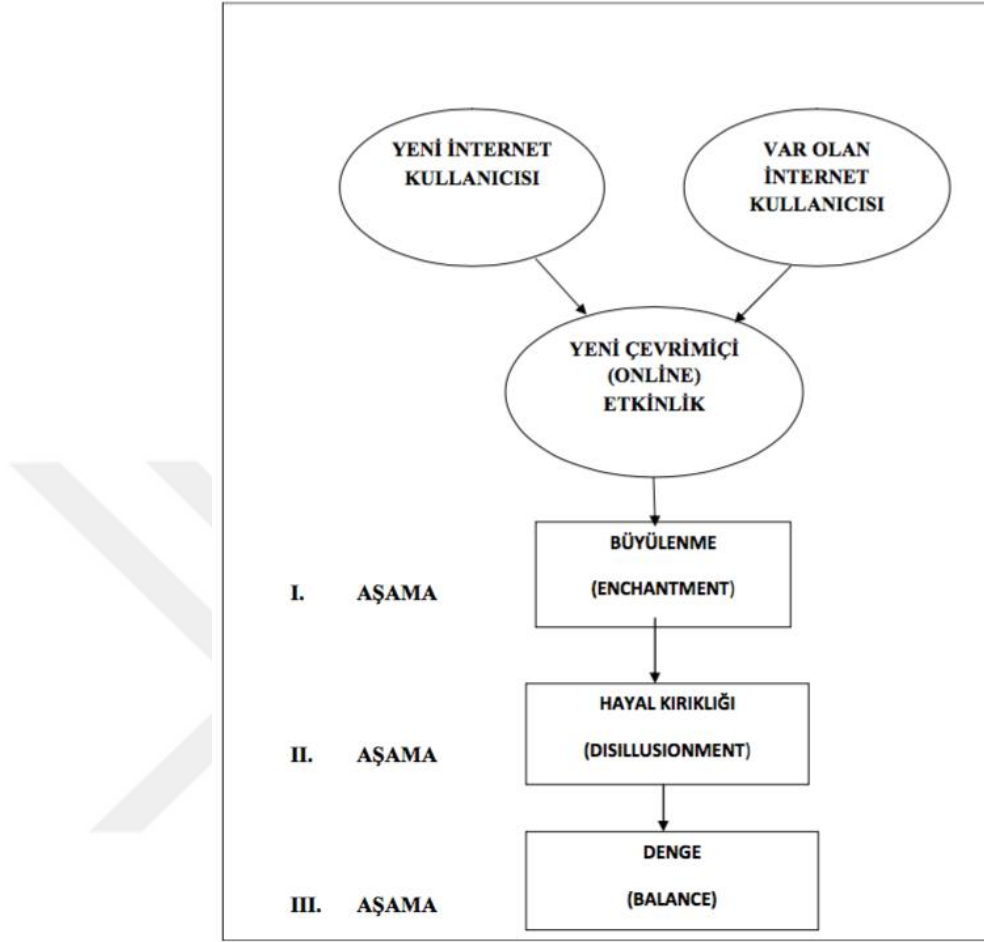 YENİ İNTERNET
KULLANICISI
VAR OLAN
İNTERNET
KULLANICISI
YENİ ÇEVRİMİÇİ
(ONLİNE)
ETKİNLİK
BÜYÜLENME
(ENCHANTMENT)
I. AŞAMA
HAYAL KIRIKLIĞI
(DISILLUSIONMENT)
II. AŞAMA
DENGE
(BALANCE)
III. AŞAMA